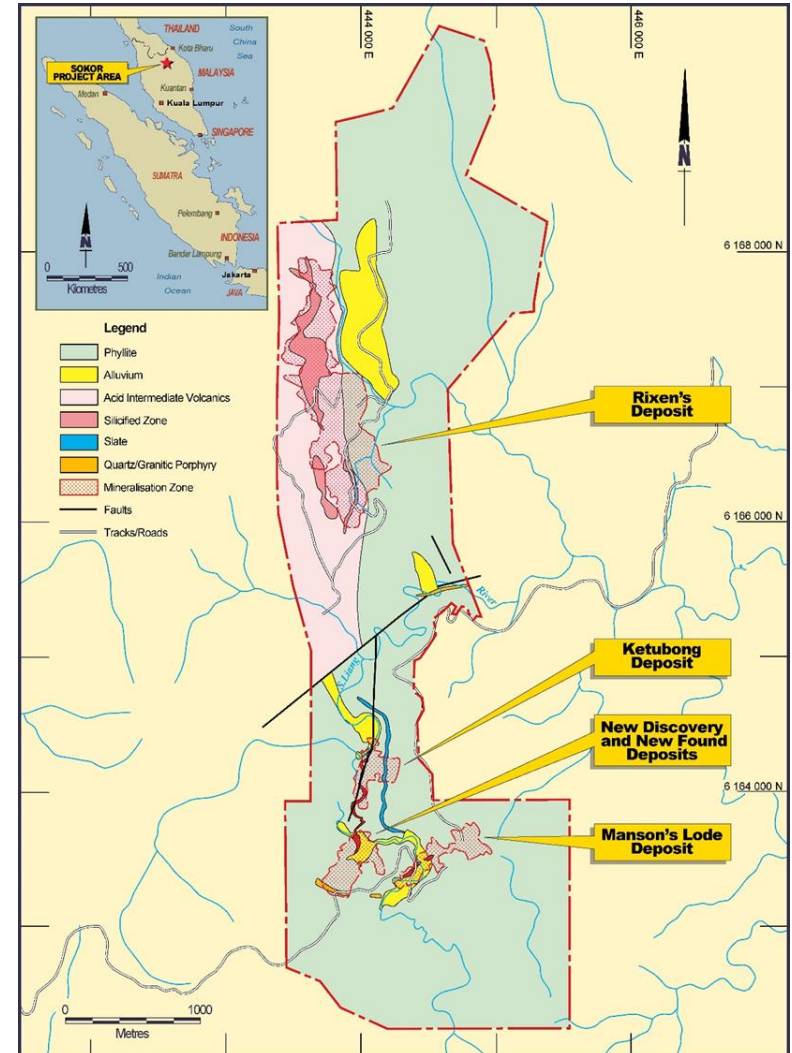 444 000 E
446 000 E
THAILAND
South
China
Sea
Kota Bharu
SOKOR
PROJECT AREA
MALAYSIA
Medan
Kuantan
Kuala Lumpur
SINGAPORE
SUMATRA
Pelembang
INDONESIA
N
Bandar Lampung
0 500
Kilometres
Indian
Ocean
Jakarta
JAVA
N
6 168 000 N
Legend
Phyllite
Alluvium
Acid Intermediate Volcanics
Silicified Zone
Slate
Quartz/Granitic Porphyry
Mineralisation Zone
Faults
Tracks/Roads
Rixen's
Deposit
6 166 000 N
River
S. Liang
Ketubong
Deposit
New Discovery
and New Found
Deposits
6 164 000 N
Manson's Lode
Deposit
0 1000
Metres